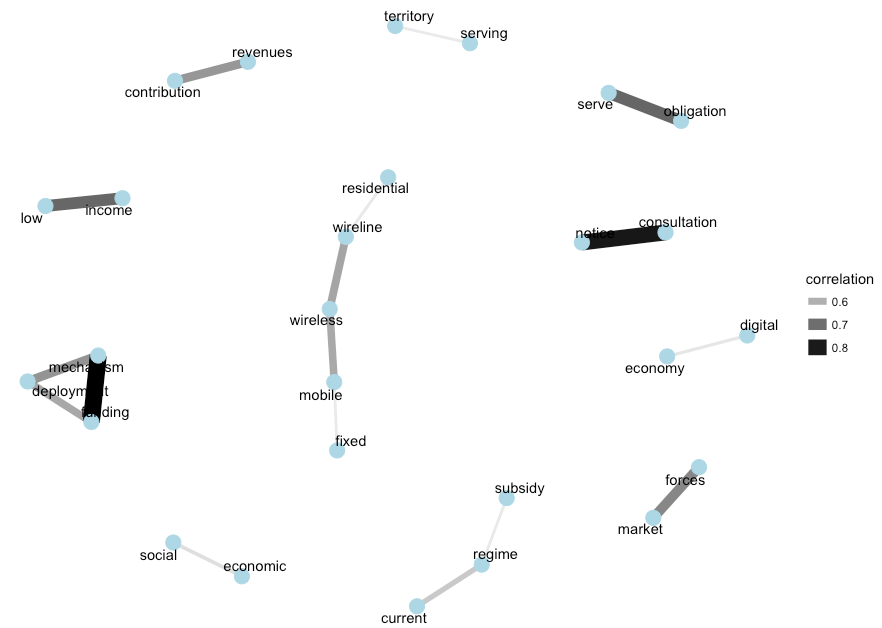 territory
serving
revenues
contribution
serve
obligation
residential
low
income
wireline
notice
consultation
correlation
0.6
0.7
0.8
wireless
digital
economy
mechanism
deployment
funding
mobile
fixed
forces
market
subsidy
regime
current
social
economic